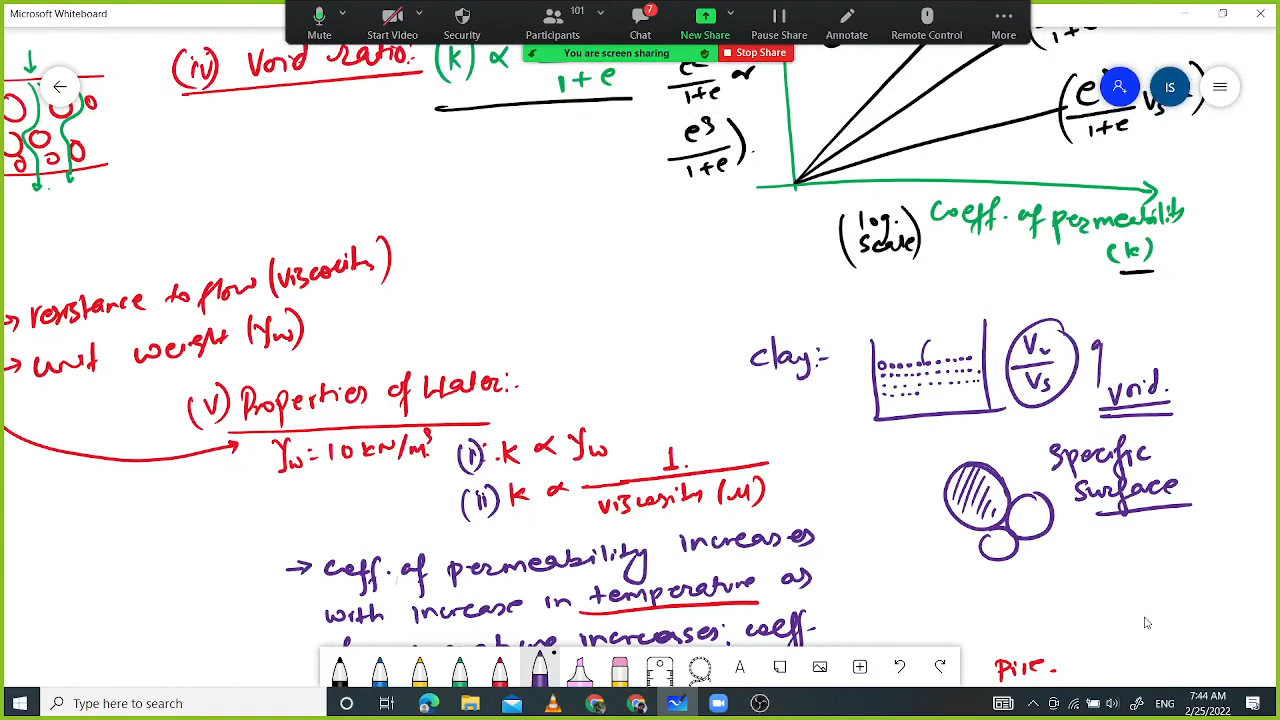 Microsoft Whiteboard
Mute
Start Video
Security
Participants
101
Chat
7
New Share
Pause Share
Annotate
Remote Control
More
You are screen sharing
Stop Share
(iv) Void ratio:
(k) ∝
1+e
1+e or
e³
1+e).
(1+e
1+e
IS
(log. scale)
Coeff. of permeability
(k)
→ resistance to flow (viscosity)
→ unit weight (γw)
(v) Properties of Water:
γw = 10 kN/m³
(i) k ∝ γw
(ii) k ∝ 1
viscosity (μ)
clay:-
Vv
Vs
void.
specific
surface
→ coeff. of permeability increases
with increase in temperature as
increases, coeff-
Pipe.
A
Type here to search
ENG
7:44 AM
2/25/2022